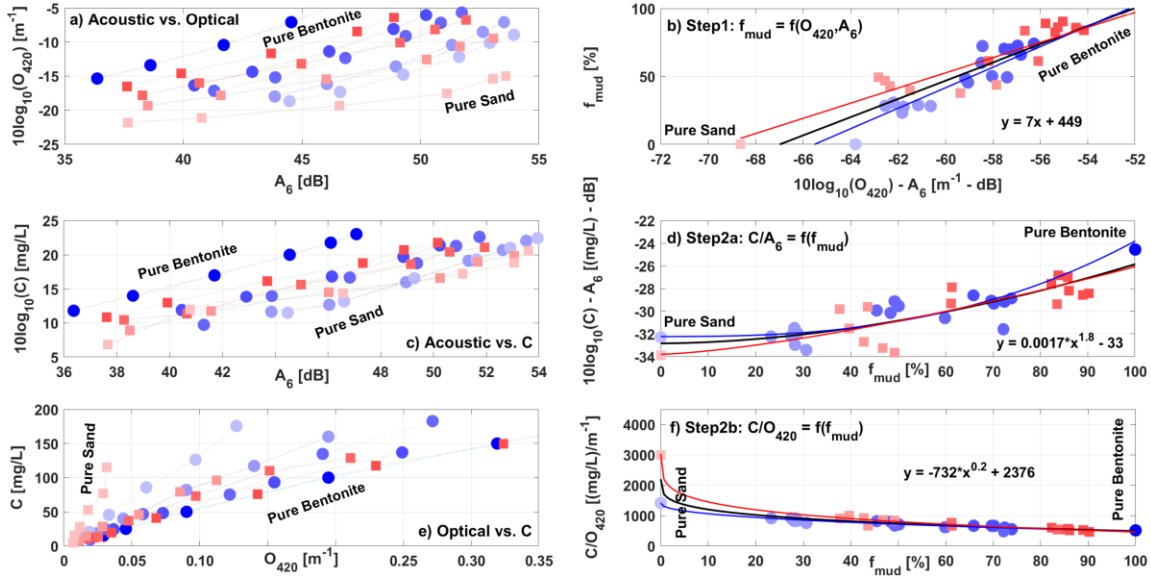 a) Acoustic vs. Optical
Pure Bentonite
Pure Sand
10log10(O420) [m-1]
-5
-10
-15
-20
-25
35
40
45
50
55
A6 [dB]
b) Step1: fmud = f(O420,A6)
Pure Bentonite
Pure Sand
y = 7x + 449
fmud [%]
100
50
0
-72
-70
-68
-66
-64
-62
-60
-58
-56
-54
-52
10log10(O420) - A6 [m-1 - dB]
Pure Bentonite
Pure Sand
c) Acoustic vs. C
10log10(C) [mg/L]
25
20
15
10
5
36
38
40
42
44
46
48
50
52
54
A6 [dB]
d) Step2a: C/A6 = f(fmud)
Pure Bentonite
Pure Sand
y = 0.0017*x1.8 - 33
10log10(C) - A6 [(mg/L) - dB]
-22
-24
-26
-28
-30
-32
-34
0
10
20
30
40
50
60
70
80
90
100
fmud [%]
Pure Sand
Pure Bentonite
e) Optical vs. C
C [mg/L]
200
150
100
50
0
0
0.05
0.1
0.15
0.2
0.25
0.3
0.35
O420 [m-1]
f) Step2b: C/O420 = f(fmud)
y = -732*x0.2 + 2376
Pure Sand
Pure Bentonite
C/O420 [(mg/L)/m-1]
4000
3000
2000
1000
0
0
10
20
30
40
50
60
70
80
90
100
fmud [%]